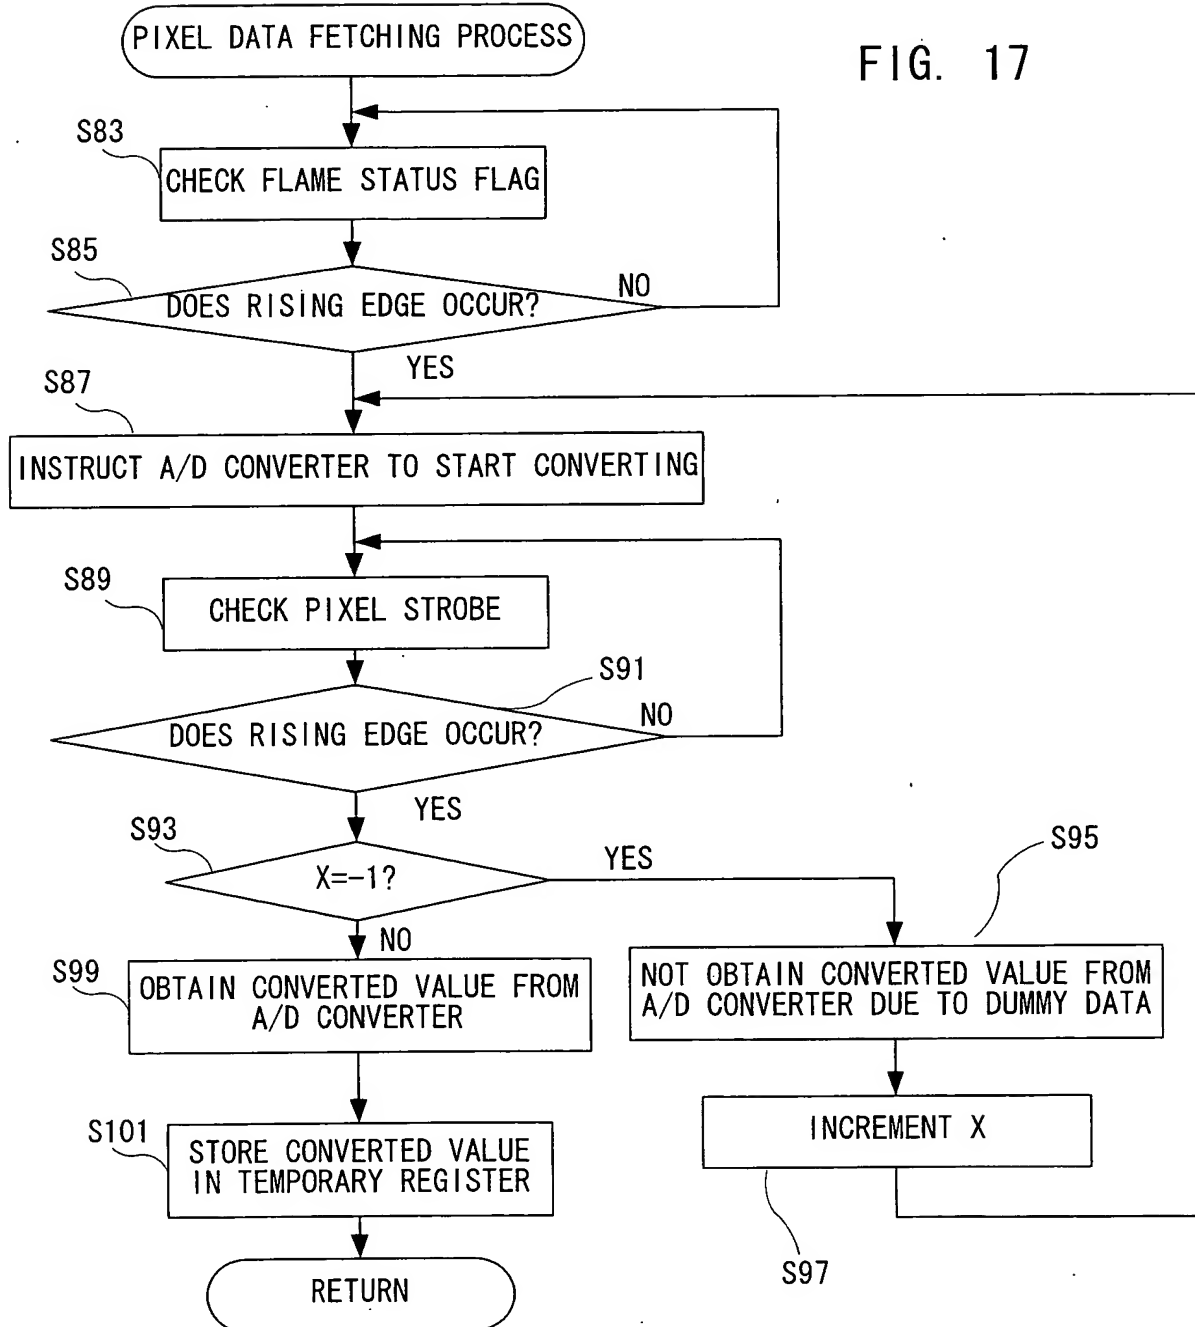 PIXEL DATA FETCHING PROCESS
FIG. 17
S83
CHECK FLAME STATUS FLAG
S85
DOES RISING EDGE OCCUR?
NO
YES
S87
INSTRUCT A/D CONVERTER TO START CONVERTING
S89
CHECK PIXEL STROBE
S91
DOES RISING EDGE OCCUR?
NO
YES
S93
X=-1?
YES
S95
NO
S99
OBTAIN CONVERTED VALUE FROM
A/D CONVERTER
NOT OBTAIN CONVERTED VALUE FROM
A/D CONVERTER DUE TO DUMMY DATA
S101
STORE CONVERTED VALUE
IN TEMPORARY REGISTER
INCREMENT X
S97
RETURN